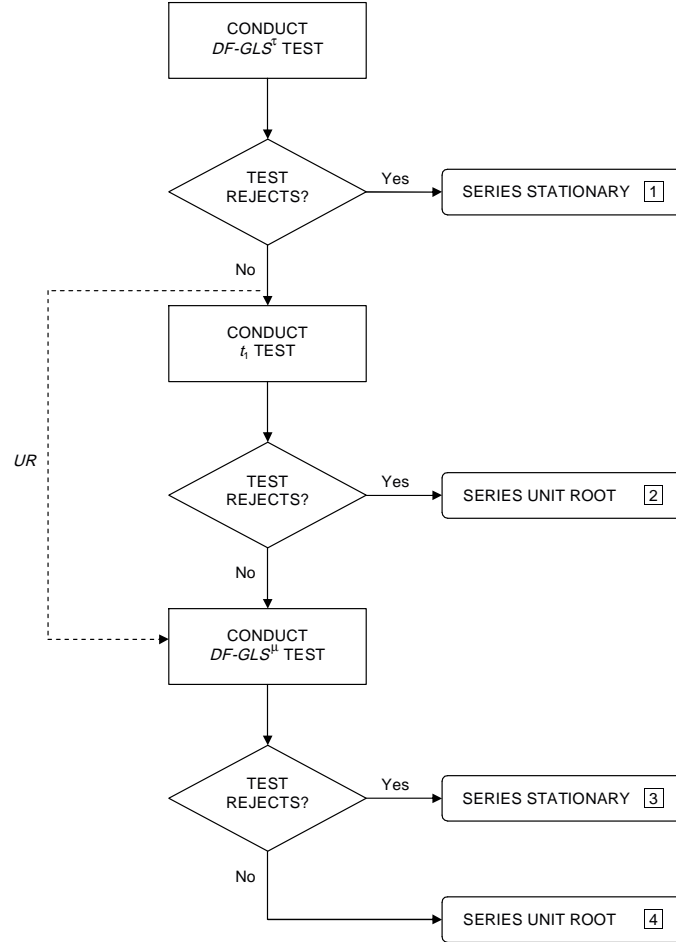 CONDUCT
DF-GLSᵗ TEST
TEST
REJECTS?
Yes
SERIES STATIONARY 1
No
CONDUCT
t₁ TEST
UR
TEST
REJECTS?
Yes
SERIES UNIT ROOT 2
No
CONDUCT
DF-GLS^μ TEST
TEST
REJECTS?
Yes
SERIES STATIONARY 3
No
SERIES UNIT ROOT 4